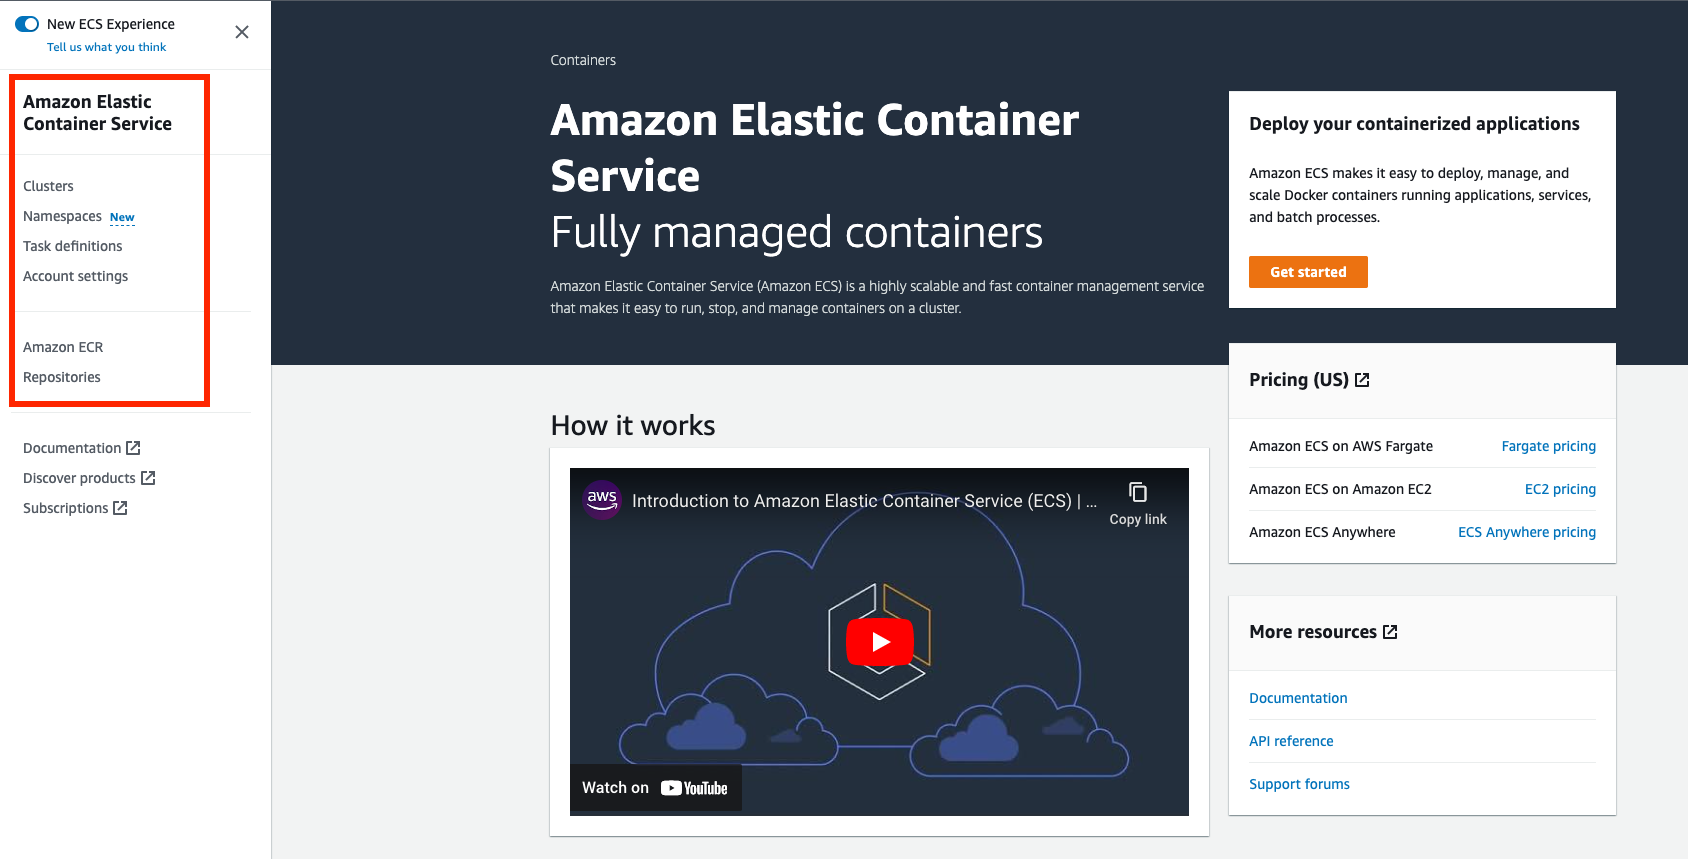 New ECS Experience
Tell us what you think
Amazon Elastic
Container Service
Clusters
Namespaces New
Task definitions
Account settings
Amazon ECR
Repositories
Documentation
Discover products
Subscriptions
Containers
Amazon Elastic Container
Service
Fully managed containers
Amazon Elastic Container Service (Amazon ECS) is a highly scalable and fast container management service
that makes it easy to run, stop, and manage containers on a cluster.
Deploy your containerized applications
Amazon ECS makes it easy to deploy, manage, and
scale Docker containers running applications, services,
and batch processes.
Get started
How it works
aws
Introduction to Amazon Elastic Container Service (ECS) | ...
Copy link
Watch on YouTube
Pricing (US)
Amazon ECS on AWS Fargate Fargate pricing
Amazon ECS on Amazon EC2 EC2 pricing
Amazon ECS Anywhere ECS Anywhere pricing
More resources
Documentation
API reference
Support forums